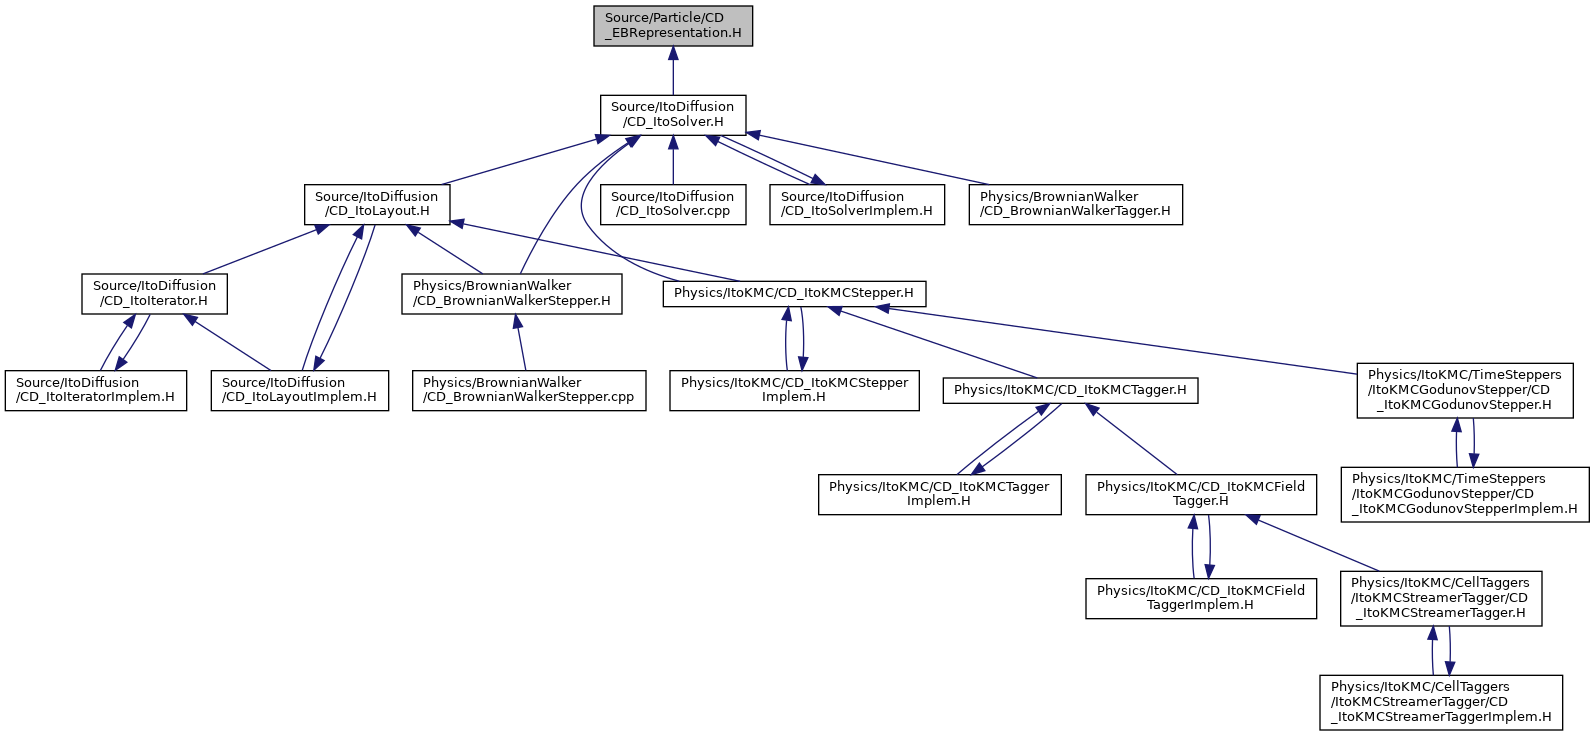 Source/Particle/CD
_EBRepresentation.H
Source/ItoDiffusion
/CD_ItoSolver.H
Source/ItoDiffusion
/CD_ItoLayout.H
Source/ItoDiffusion
/CD_ItoSolver.cpp
Source/ItoDiffusion
/CD_ItoSolverImplem.H
Physics/BrownianWalker
/CD_BrownianWalkerTagger.H
Source/ItoDiffusion
/CD_ItoIterator.H
Physics/BrownianWalker
/CD_BrownianWalkerStepper.H
Physics/ItoKMC/CD_ItoKMCStepper.H
Source/ItoDiffusion
/CD_ItoIteratorImplem.H
Source/ItoDiffusion
/CD_ItoLayoutImplem.H
Physics/BrownianWalker
/CD_BrownianWalkerStepper.cpp
Physics/ItoKMC/CD_ItoKMCStepper
Implem.H
Physics/ItoKMC/CD_ItoKMCTagger.H
Physics/ItoKMC/TimeSteppers
/ItoKMCGodunovStepper/CD
_ItoKMCGodunovStepper.H
Physics/ItoKMC/CD_ItoKMCTagger
Implem.H
Physics/ItoKMC/CD_ItoKMCField
Tagger.H
Physics/ItoKMC/TimeSteppers
/ItoKMCGodunovStepper/CD
_ItoKMCGodunovStepperImplem.H
Physics/ItoKMC/CD_ItoKMCField
TaggerImplem.H
Physics/ItoKMC/CellTaggers
/ItoKMCStreamerTagger/CD
_ItoKMCStreamerTagger.H
Physics/ItoKMC/CellTaggers
/ItoKMCStreamerTagger/CD
_ItoKMCStreamerTaggerImplem.H